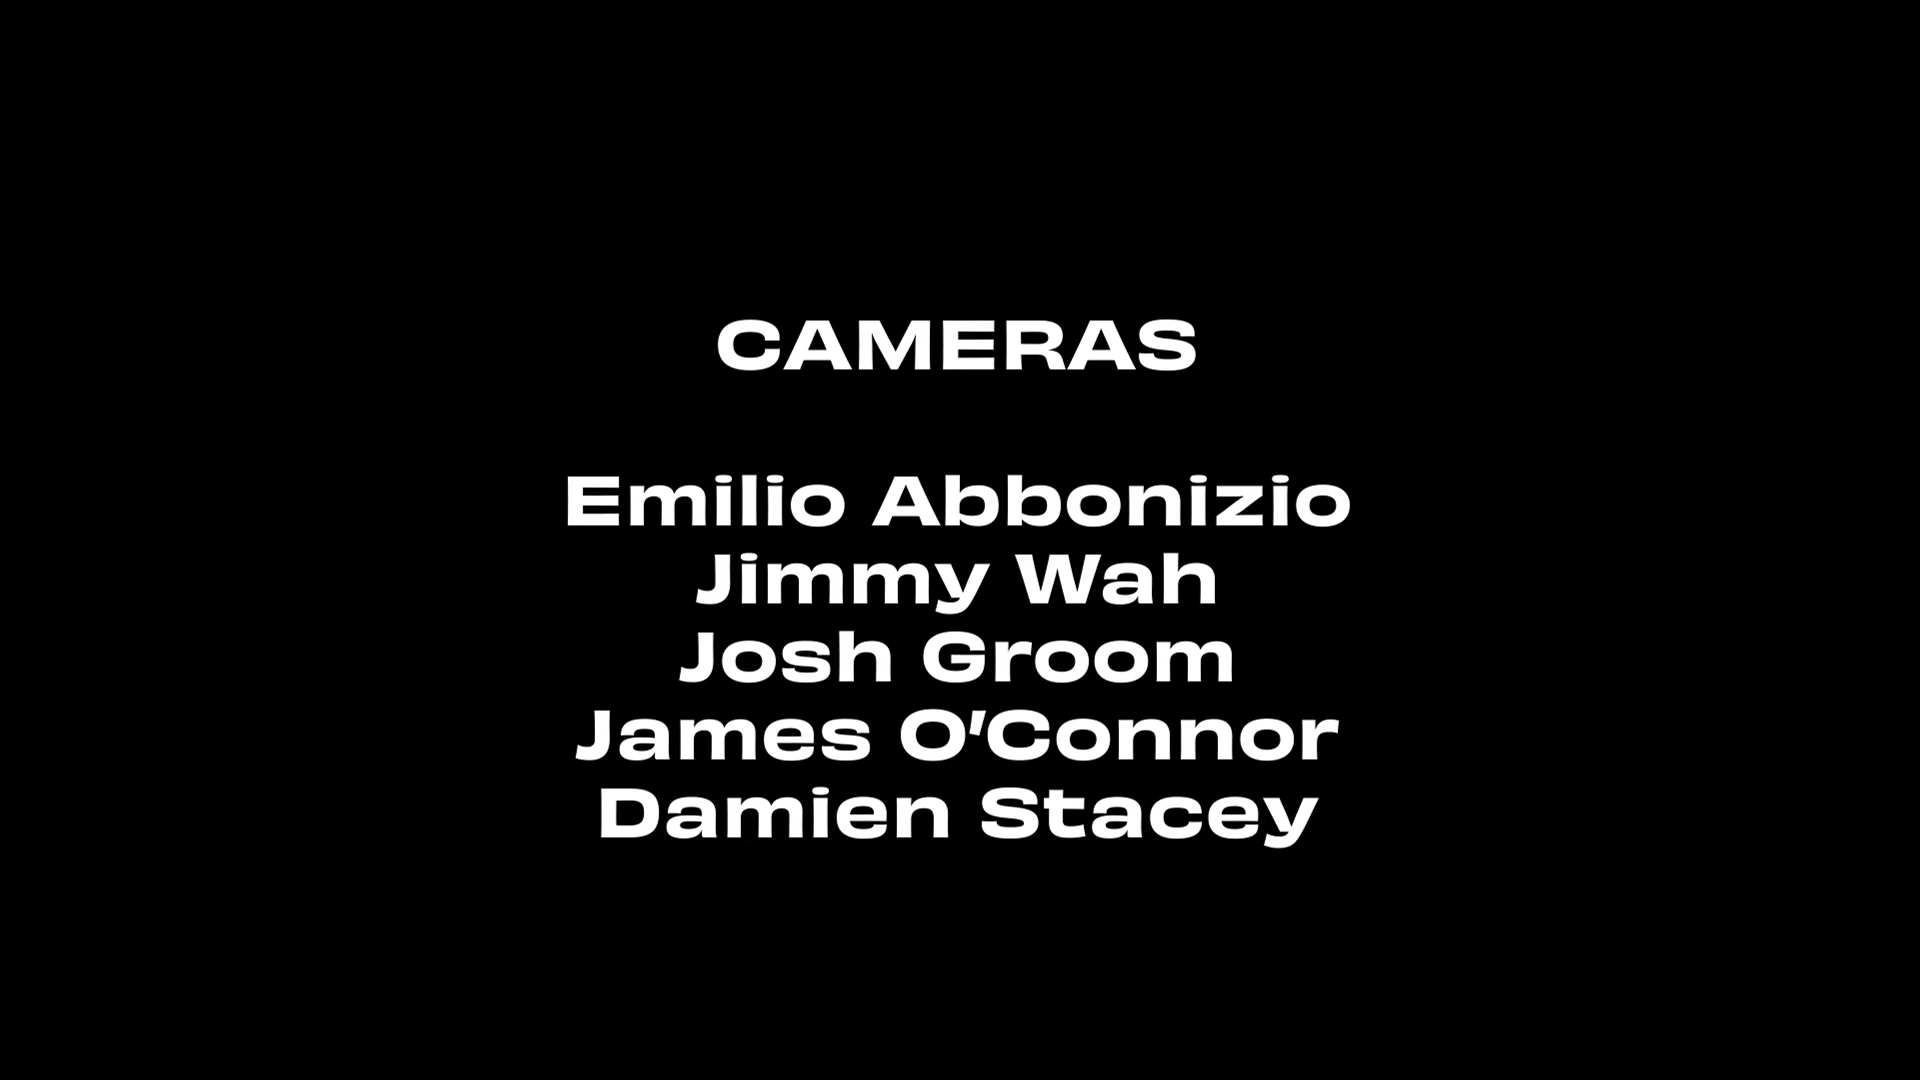 CAMERAS
Emilio Abbonizio
Jimmy Wah
Josh Groom
James O'Connor
Damien Stacey